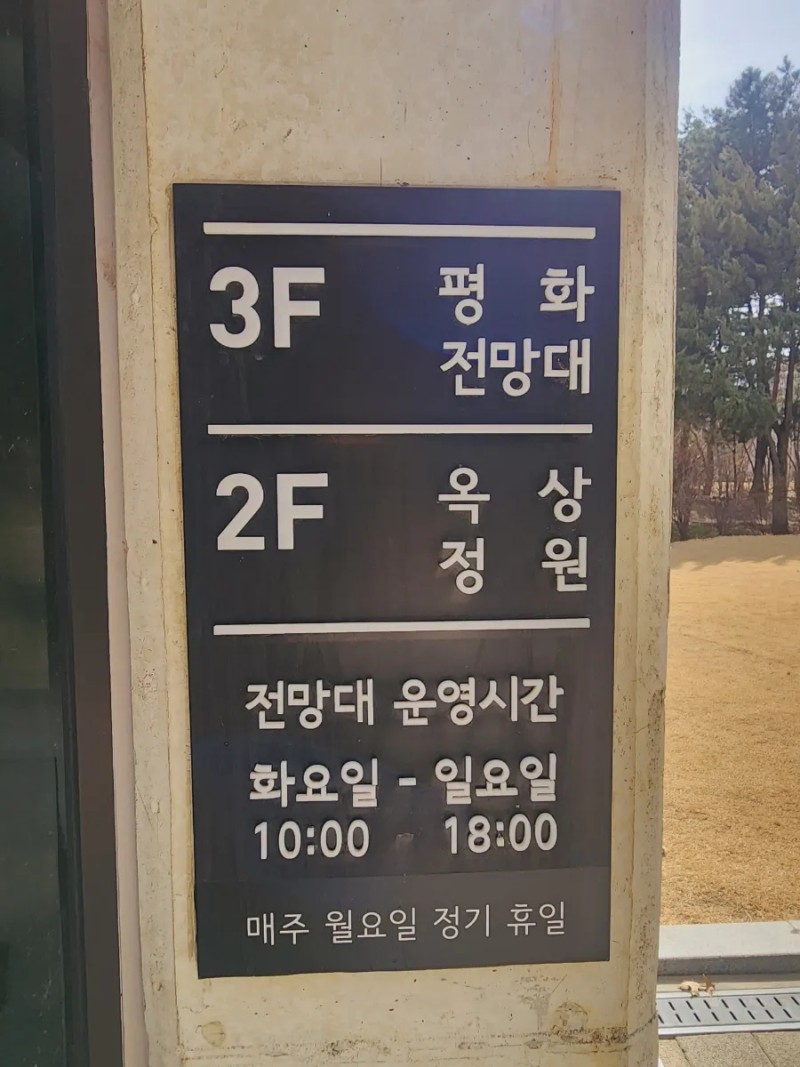 3F 평 화
전망대
2F 옥 상
정 원
전망대 운영시간
화요일 - 일요일
10:00 - 18:00
매주 월요일 정기 휴일